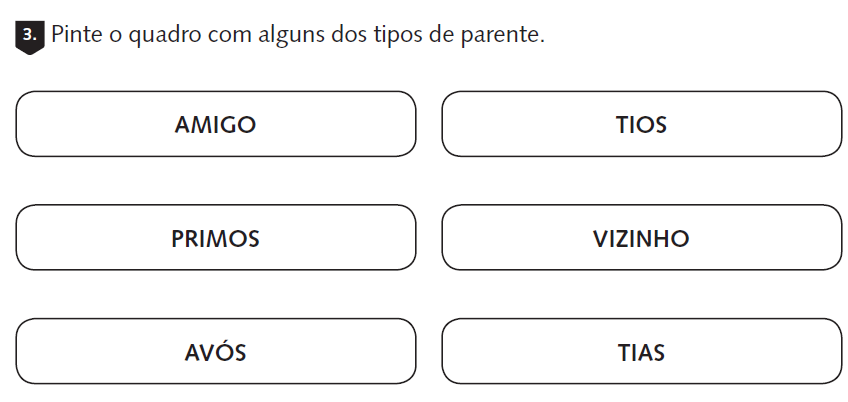 3. Pinte o quadro com alguns dos tipos de parente.
AMIGO
TIOS
PRIMOS
VIZINHO
AVÓS
TIAS